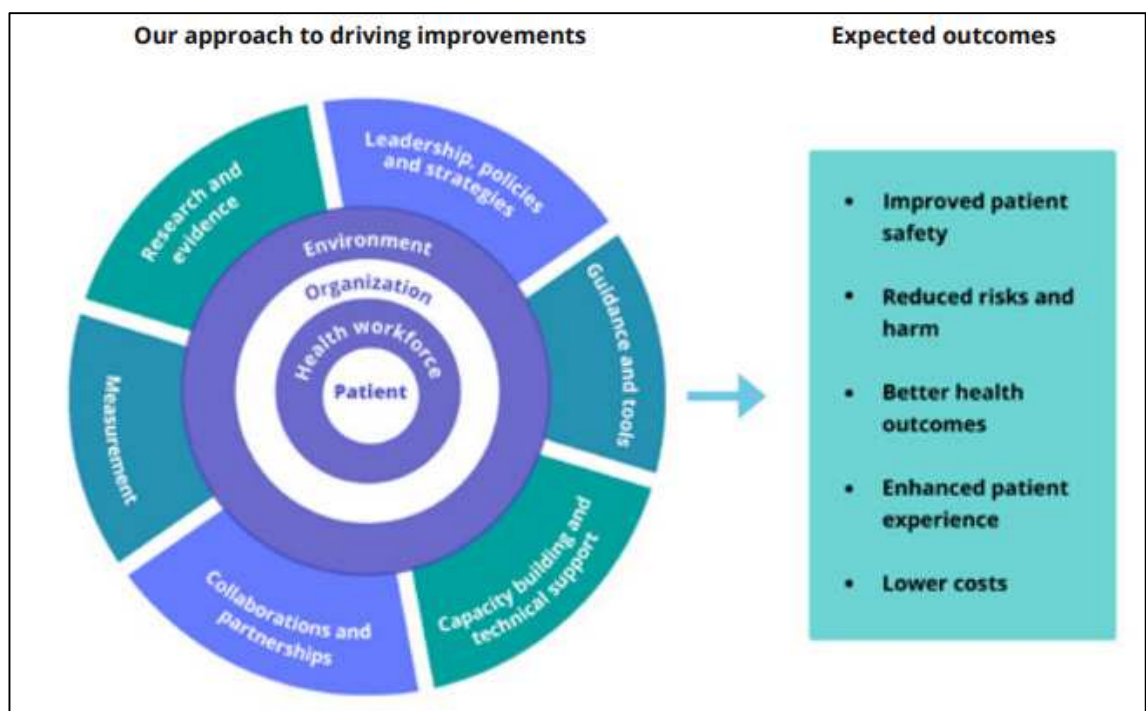 Our approach to driving improvements
Expected outcomes
Leadership, policies
and strategies
Guidance and tools
Capacity building and
technical support
Collaborations and
partnerships
Measurement
Research and
evidence
Environment
Organization
Health workforce
Patient
• Improved patient
safety
• Reduced risks and
harm
• Better health
outcomes
• Enhanced patient
experience
• Lower costs